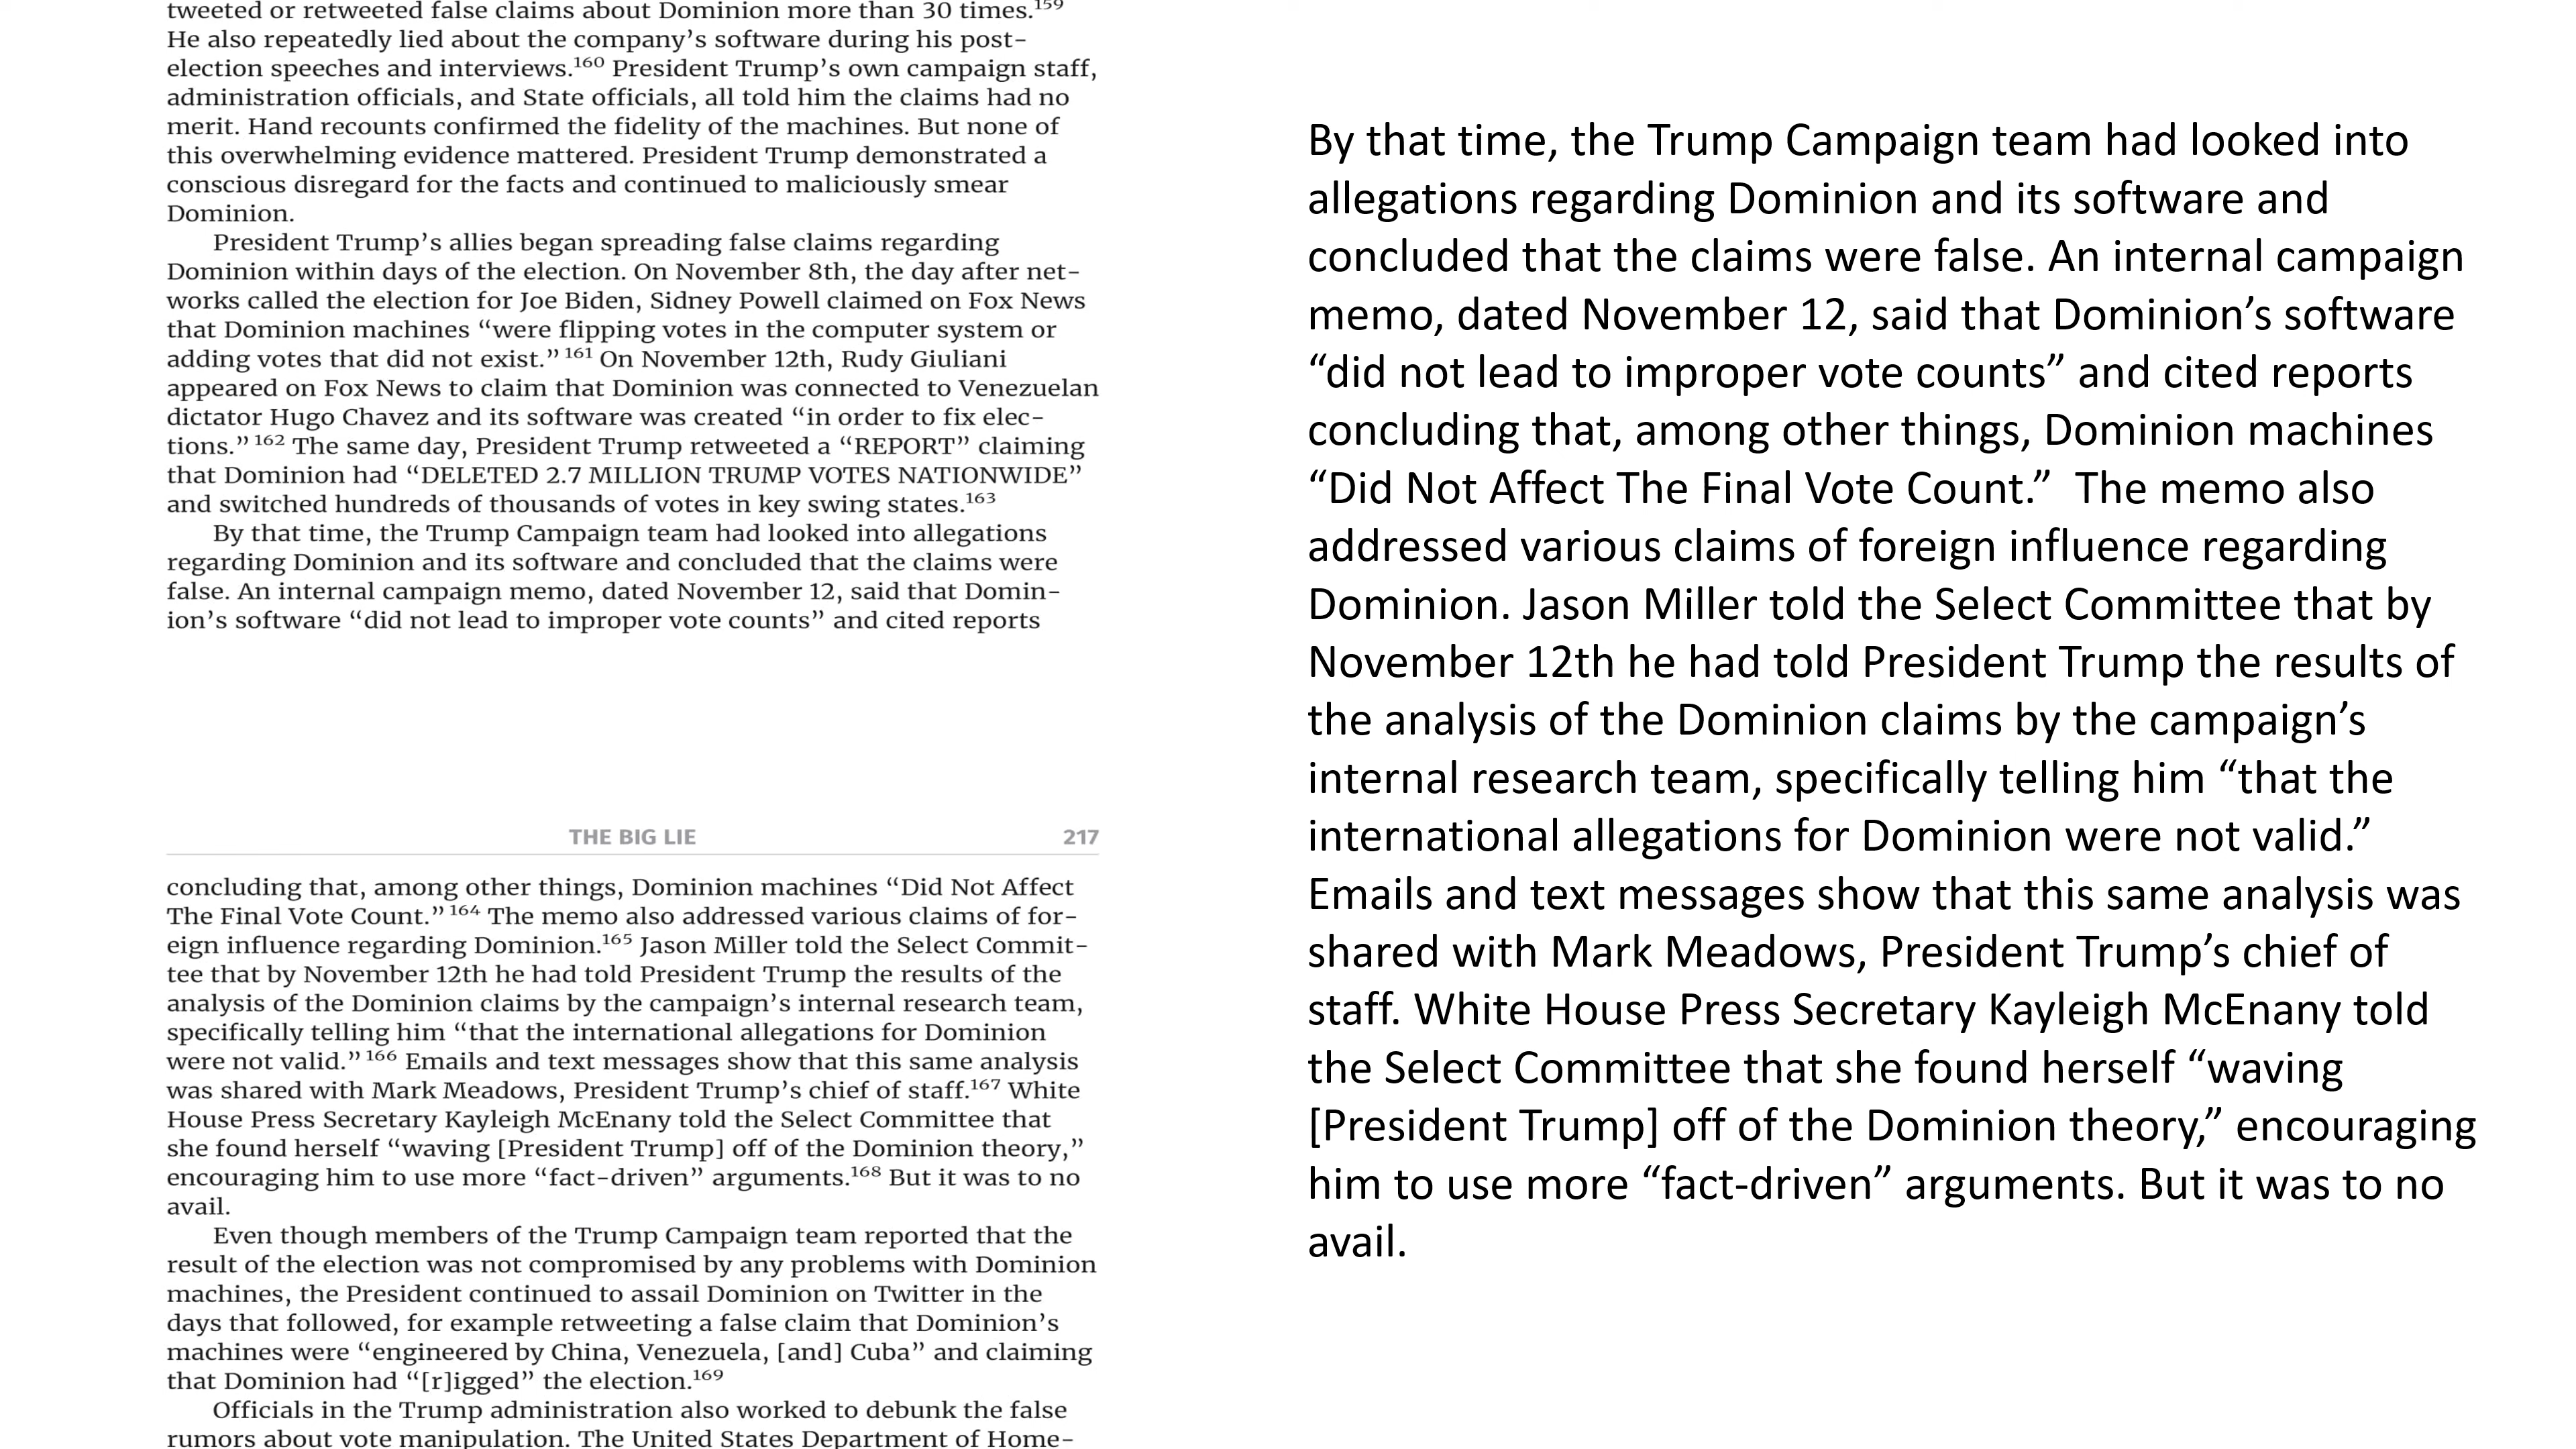 tweeted or retweeted false claims about Dominion more than 30 times.159
He also repeatedly lied about the company’s software during his post-
election speeches and interviews.160 President Trump’s own campaign staff,
administration officials, and State officials, all told him the claims had no
merit. Hand recounts confirmed the fidelity of the machines. But none of
this overwhelming evidence mattered. President Trump demonstrated a
conscious disregard for the facts and continued to maliciously smear
Dominion.
President Trump’s allies began spreading false claims regarding
Dominion within days of the election. On November 8th, the day after net-
works called the election for Joe Biden, Sidney Powell claimed on Fox News
that Dominion machines “were flipping votes in the computer system or
adding votes that did not exist.” 161 On November 12th, Rudy Giuliani
appeared on Fox News to claim that Dominion was connected to Venezuelan
dictator Hugo Chavez and its software was created “in order to fix elec-
tions.” 162 The same day, President Trump retweeted a “REPORT” claiming
that Dominion had “DELETED 2.7 MILLION TRUMP VOTES NATIONWIDE”
and switched hundreds of thousands of votes in key swing states.163
By that time, the Trump Campaign team had looked into allegations
regarding Dominion and its software and concluded that the claims were
false. An internal campaign memo, dated November 12, said that Domin-
ion’s software “did not lead to improper vote counts” and cited reports
THE BIG LIE 217
concluding that, among other things, Dominion machines “Did Not Affect
The Final Vote Count.” 164 The memo also addressed various claims of for-
eign influence regarding Dominion.165 Jason Miller told the Select Commit-
tee that by November 12th he had told President Trump the results of the
analysis of the Dominion claims by the campaign’s internal research team,
specifically telling him “that the international allegations for Dominion
were not valid.” 166 Emails and text messages show that this same analysis
was shared with Mark Meadows, President Trump’s chief of staff.167 White
House Press Secretary Kayleigh McEnany told the Select Committee that
she found herself “waving [President Trump] off of the Dominion theory,”
encouraging him to use more “fact-driven” arguments.168 But it was to no
avail.
Even though members of the Trump Campaign team reported that the
result of the election was not compromised by any problems with Dominion
machines, the President continued to assail Dominion on Twitter in the
days that followed, for example retweeting a false claim that Dominion’s
machines were “engineered by China, Venezuela, [and] Cuba” and claiming
that Dominion had “[r]igged” the election.169
Officials in the Trump administration also worked to debunk the false
rumors about vote manipulation. The United States Department of Home-
By that time, the Trump Campaign team had looked into
allegations regarding Dominion and its software and
concluded that the claims were false. An internal campaign
memo, dated November 12, said that Dominion’s software
“did not lead to improper vote counts” and cited reports
concluding that, among other things, Dominion machines
“Did Not Affect The Final Vote Count.”  The memo also
addressed various claims of foreign influence regarding
Dominion. Jason Miller told the Select Committee that by
November 12th he had told President Trump the results of
the analysis of the Dominion claims by the campaign’s
internal research team, specifically telling him “that the
international allegations for Dominion were not valid.”
Emails and text messages show that this same analysis was
shared with Mark Meadows, President Trump’s chief of
staff. White House Press Secretary Kayleigh McEnany told
the Select Committee that she found herself “waving
[President Trump] off of the Dominion theory,” encouraging
him to use more “fact-driven” arguments. But it was to no
avail.